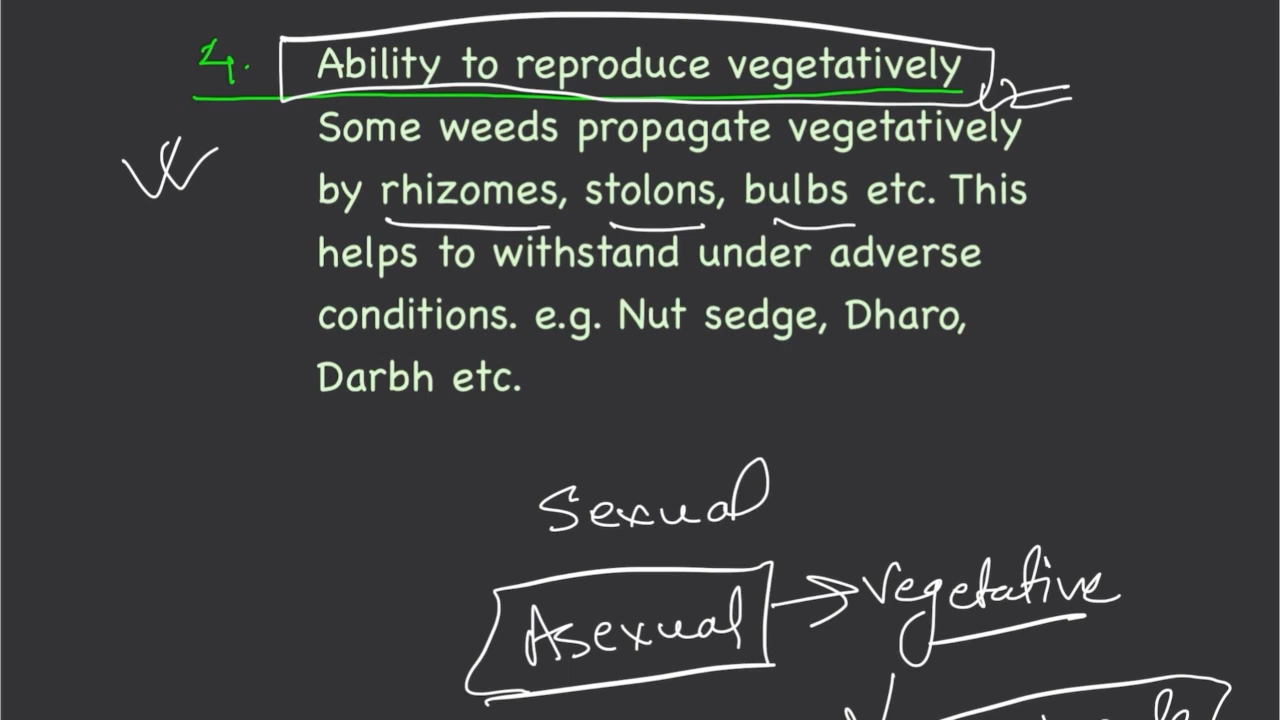 4. Ability to reproduce vegetatively
Some weeds propagate vegetatively
by rhizomes, stolons, bulbs etc. This
helps to withstand under adverse
conditions. e.g. Nut sedge, Dharo,
Darbh etc.
Sexual
Asexual → Vegetative